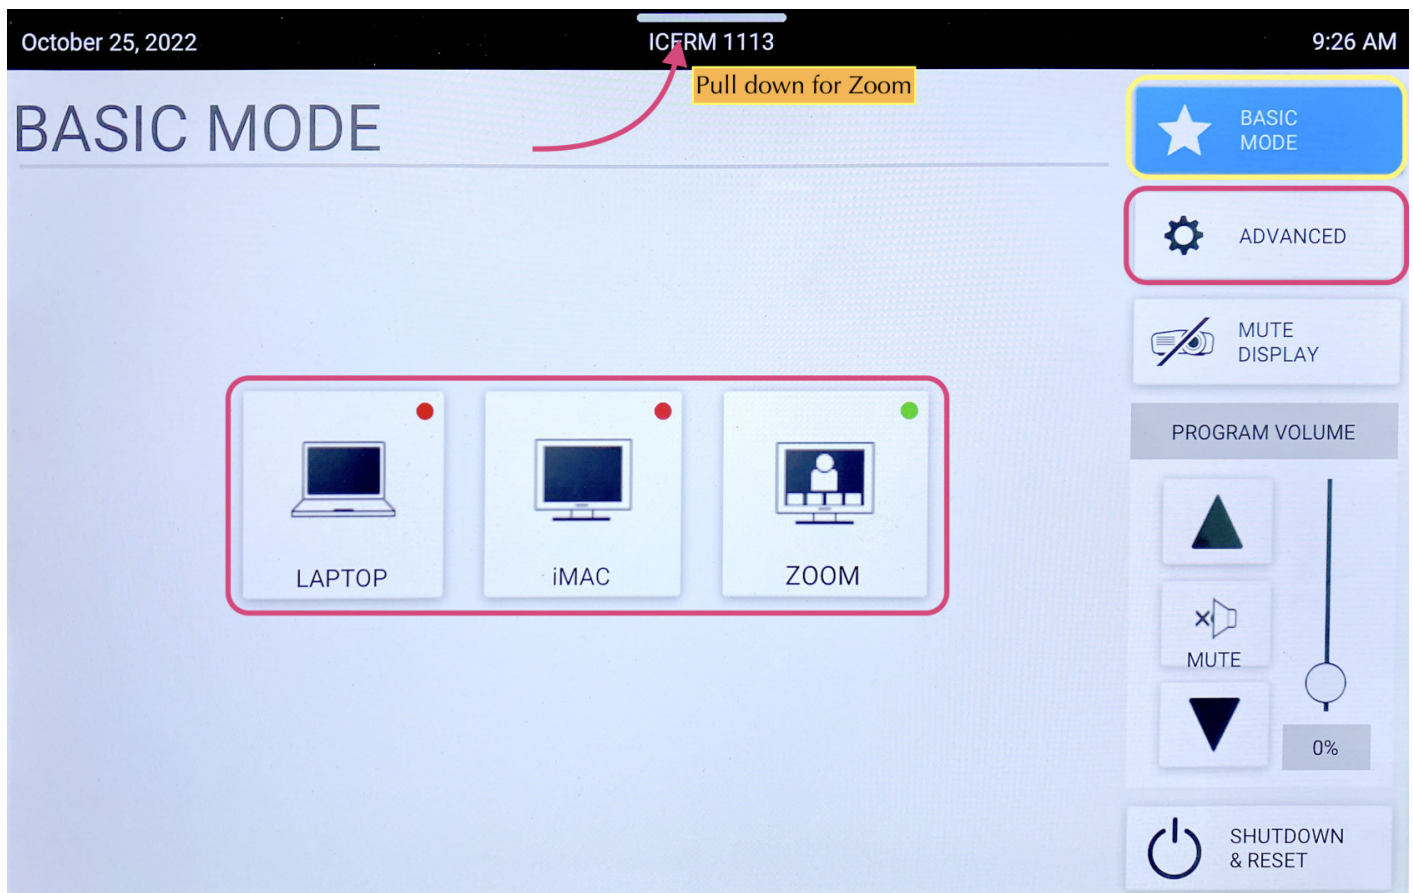 October 25, 2022
ICERM 1113
9:26 AM
Pull down for Zoom
BASIC MODE
BASIC
MODE
ADVANCED
MUTE
DISPLAY
PROGRAM VOLUME
LAPTOP
iMAC
ZOOM
MUTE
0%
SHUTDOWN
& RESET